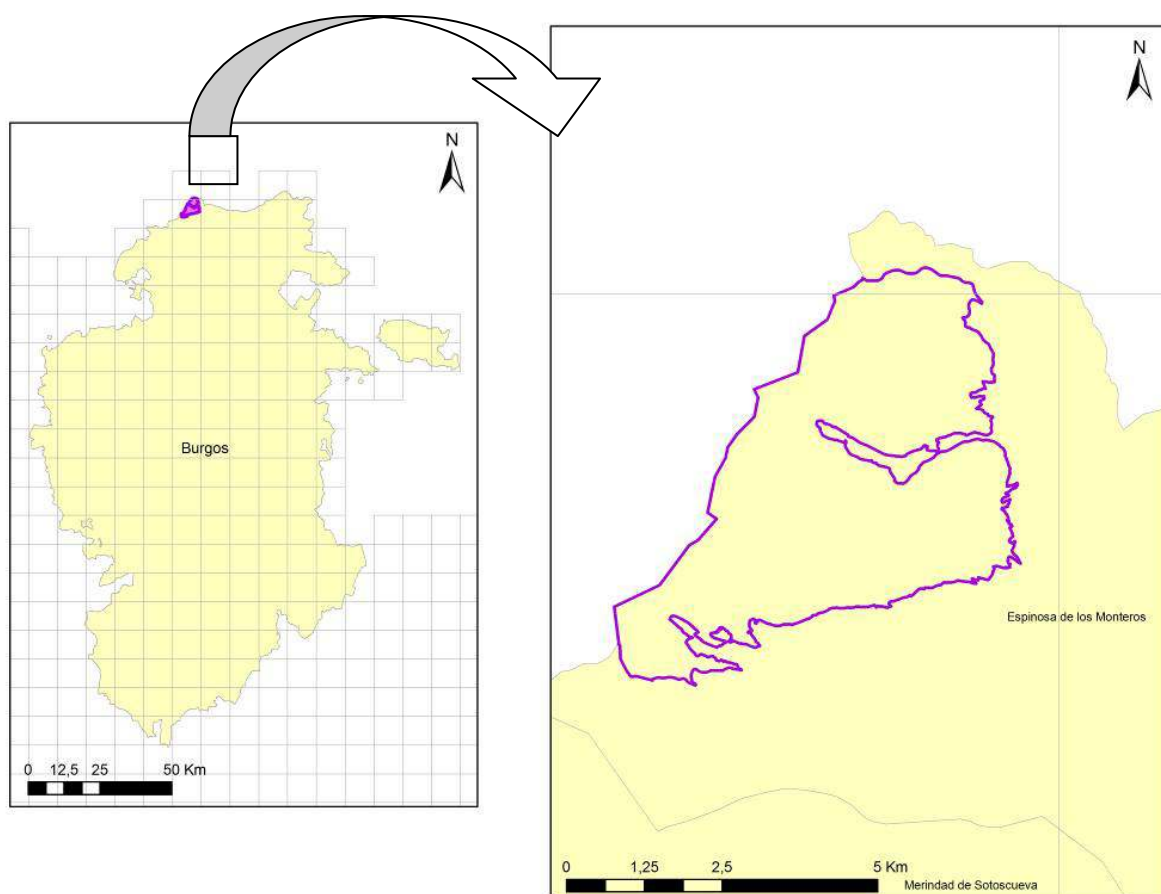 N
Burgos
0 12,5 25 50 Km
N
Espinosa de los Monteros
0 1,25 2,5 5 Km
Merindad de Sotoscueva